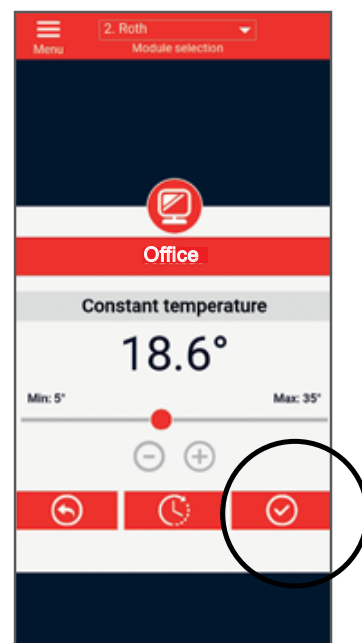 2. Roth
Menu
Module selection
Office
Constant temperature
18.6°
Min: 5°
Max: 35°